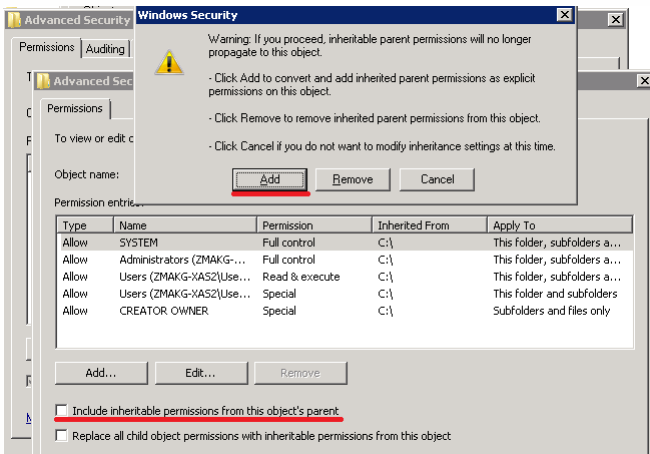 Advanced Security
Windows Security
Permissions
Auditing
Warning: If you proceed, inheritable parent permissions will no longer
propagate to this object.
- Click Add to convert and add inherited parent permissions as explicit
permissions on this object.
- Click Remove to remove inherited parent permissions from this object.
- Click Cancel if you do not want to modify inheritance settings at this time.
Add
Remove
Cancel
Advanced Sec
Permissions
To view or edit
Object name:
Permission entries:
Type Name Permission Inherited From Apply To
Allow SYSTEM Full control C:\ This folder, subfolders a...
Allow Administrators (ZMAKG-... Full control C:\ This folder, subfolders a...
Allow Users (ZMAKG-XAS2\Use... Read & execute C:\ This folder, subfolders a...
Allow Users (ZMAKG-XAS2\Use... Special C:\ This folder and subfolders
Allow CREATOR OWNER Special C:\ Subfolders and files only
Add... Edit... Remove
Include inheritable permissions from this object's parent
Replace all child object permissions with inheritable permissions from this object